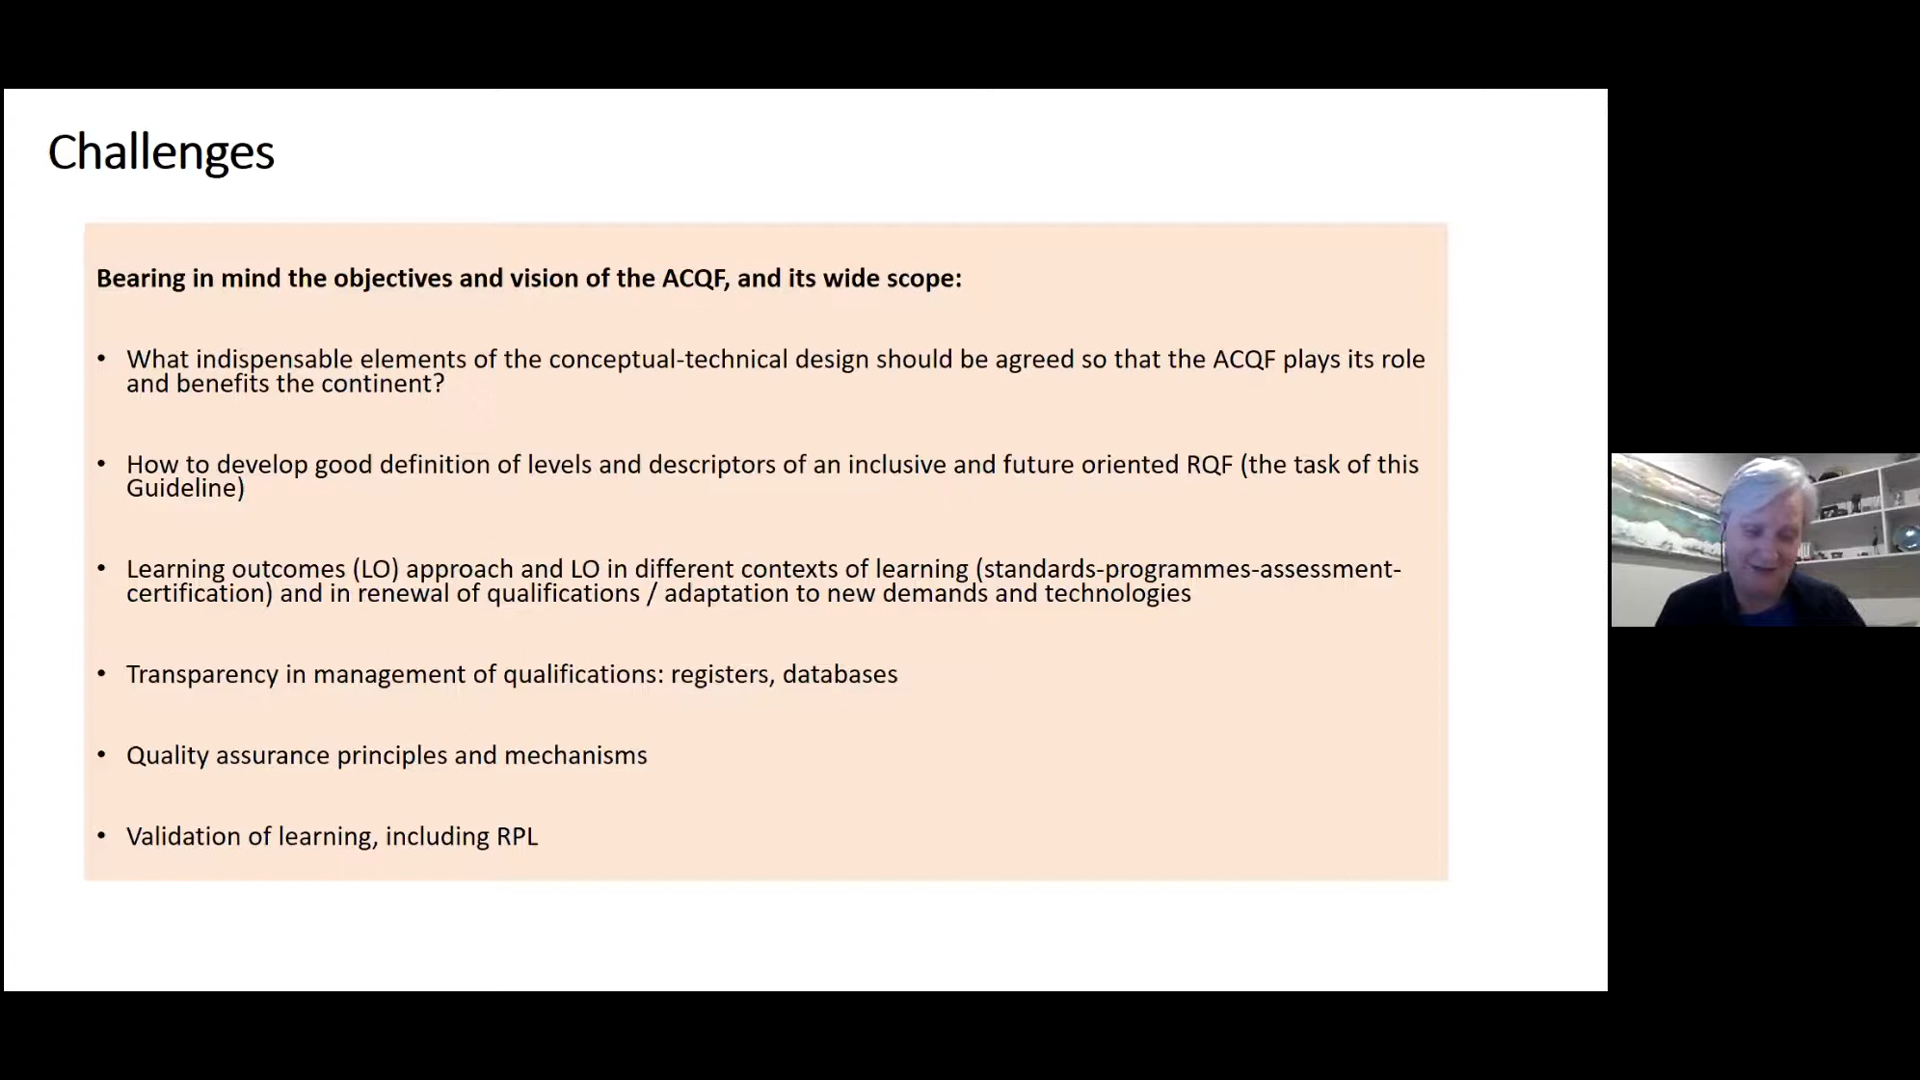 Challenges
Bearing in mind the objectives and vision of the ACQF, and its wide scope:
• What indispensable elements of the conceptual-technical design should be agreed so that the ACQF plays its role
and benefits the continent?
• How to develop good definition of levels and descriptors of an inclusive and future oriented RQF (the task of this
Guideline)
• Learning outcomes (LO) approach and LO in different contexts of learning (standards-programmes-assessment-
certification) and in renewal of qualifications / adaptation to new demands and technologies
• Transparency in management of qualifications: registers, databases
• Quality assurance principles and mechanisms
• Validation of learning, including RPL